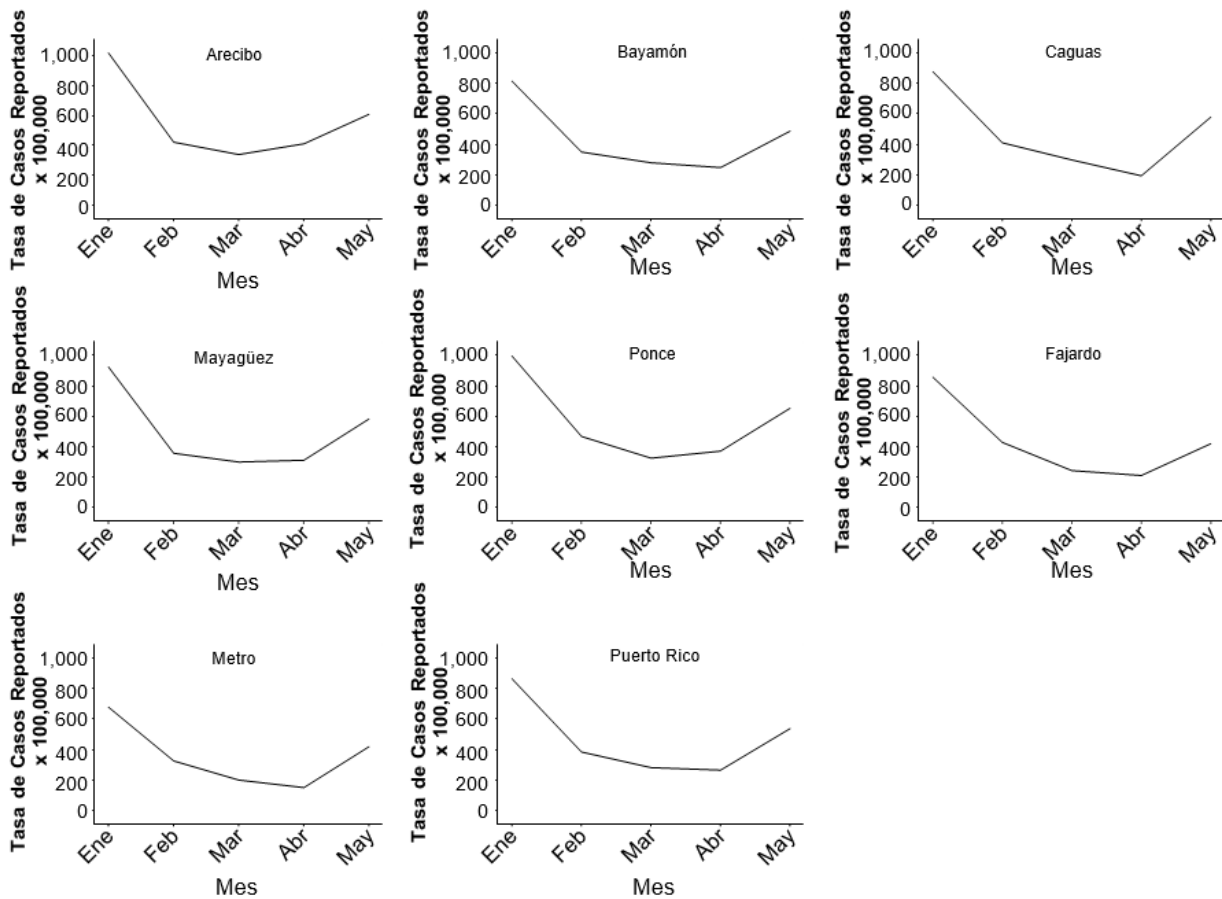 Arecibo
Tasa de Casos Reportados
x 100,000
1,000
800
600
400
200
0
Ene
Feb
Mar
Abr
May
Mes
Bayamón
Tasa de Casos Reportados
x 100,000
1,000
800
600
400
200
0
Ene
Feb
Mar
Abr
May
Mes
Caguas
Tasa de Casos Reportados
x 100,000
1,000
800
600
400
200
0
Ene
Feb
Mar
Abr
May
Mes
Mayagüez
Tasa de Casos Reportados
x 100,000
1,000
800
600
400
200
0
Ene
Feb
Mar
Abr
May
Mes
Ponce
Tasa de Casos Reportados
x 100,000
1,000
800
600
400
200
0
Ene
Feb
Mar
Abr
May
Mes
Fajardo
Tasa de Casos Reportados
x 100,000
1,000
800
600
400
200
0
Ene
Feb
Mar
Abr
May
Mes
Metro
Tasa de Casos Reportados
x 100,000
1,000
800
600
400
200
0
Ene
Feb
Mar
Abr
May
Mes
Puerto Rico
Tasa de Casos Reportados
x 100,000
1,000
800
600
400
200
0
Ene
Feb
Mar
Abr
May
Mes